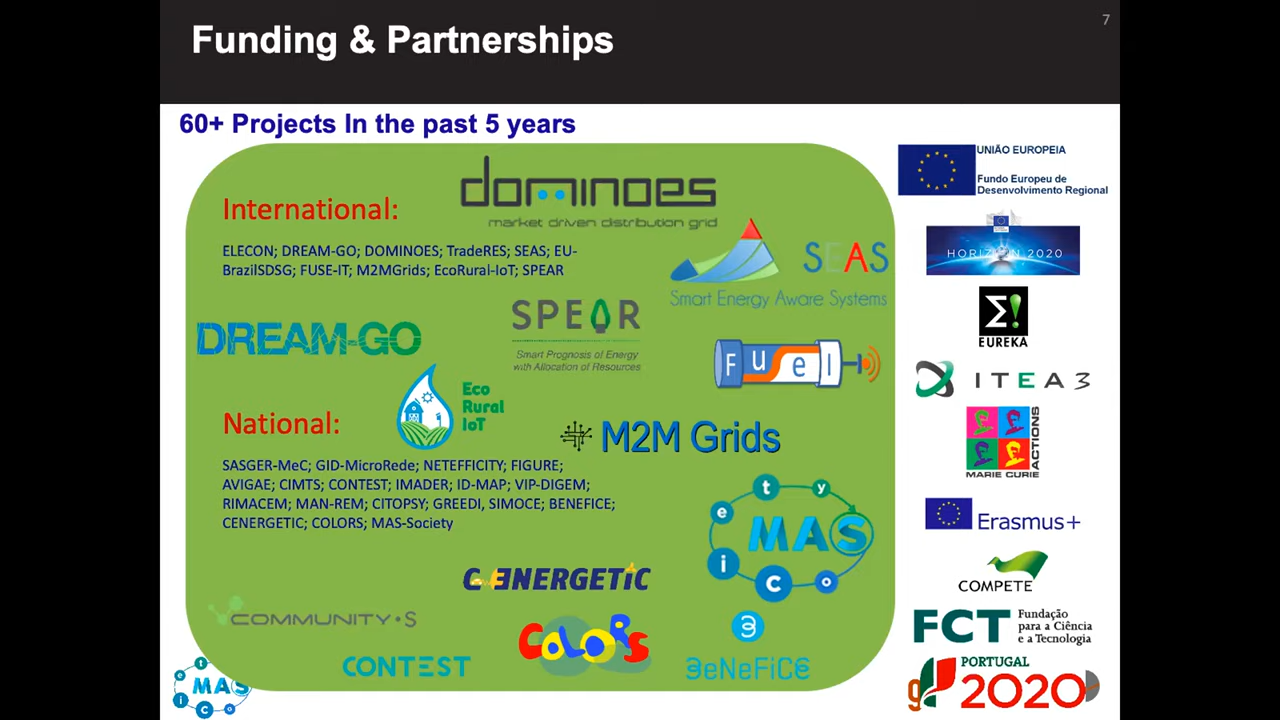 Funding & Partnerships
7
60+ Projects In the past 5 years
dominoes
market driven distribution grid
International:
ELECON; DREAM-GO; DOMINOES; TradeRES; SEAS; EU-
BrazilSDSG; FUSE-IT; M2MGrids; EcoRural-IoT; SPEAR
SEAS
Smart Energy Aware Systems
SPEAR
Smart Prognosis of Energy
with Allocation of Resources
DREAM-GO
Fuel
Eco
Rural
IoT
National:
M2M Grids
SASGER-MeC; GID-MicroRede; NETEFFICITY; FIGURE;
AVIGAE; CIMTS; CONTEST; IMADER; ID-MAP; VIP-DIGEM;
RIMACEM; MAN-REM; CITOPSY; GREEDI, SIMOCE; BENEFICE;
CENERGETIC; COLORS; MAS-Society
MAS
ociety
CENERGETIC
COMMUNITY·S
COLORS
CONTEST
BeNeFiCE
MAS
ociet
UNIÃO EUROPEIA
Fundo Europeu de
Desenvolvimento Regional
HORIZON 2020
EUREKA
ITEA3
MARIE CURIE
ACTIONS
Erasmus+
COMPETE
FCT
Fundação
para a Ciência
e a Tecnologia
PORTUGAL
2020